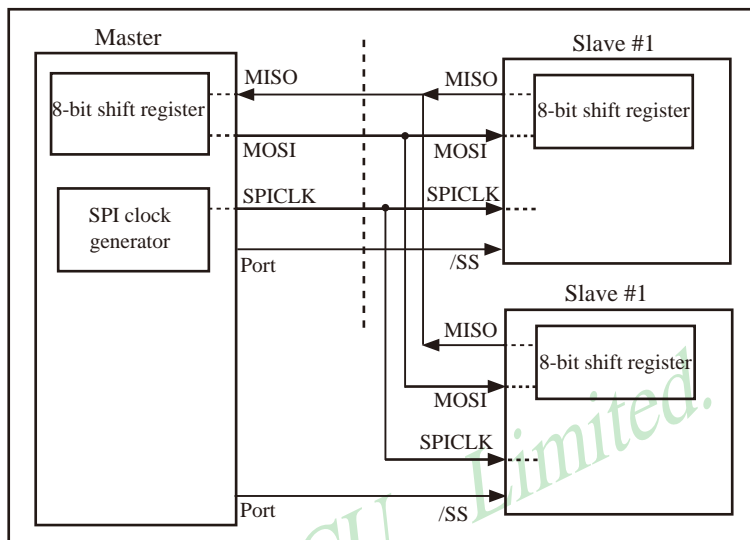 Master
8-bit shift register
SPI clock
generator
MISO
MOSI
SPICLK
Port
Port
Slave #1
MISO
MOSI
SPICLK
/SS
8-bit shift register
Slave #1
MISO
MOSI
SPICLK
/SS
8-bit shift register
CU Limited.